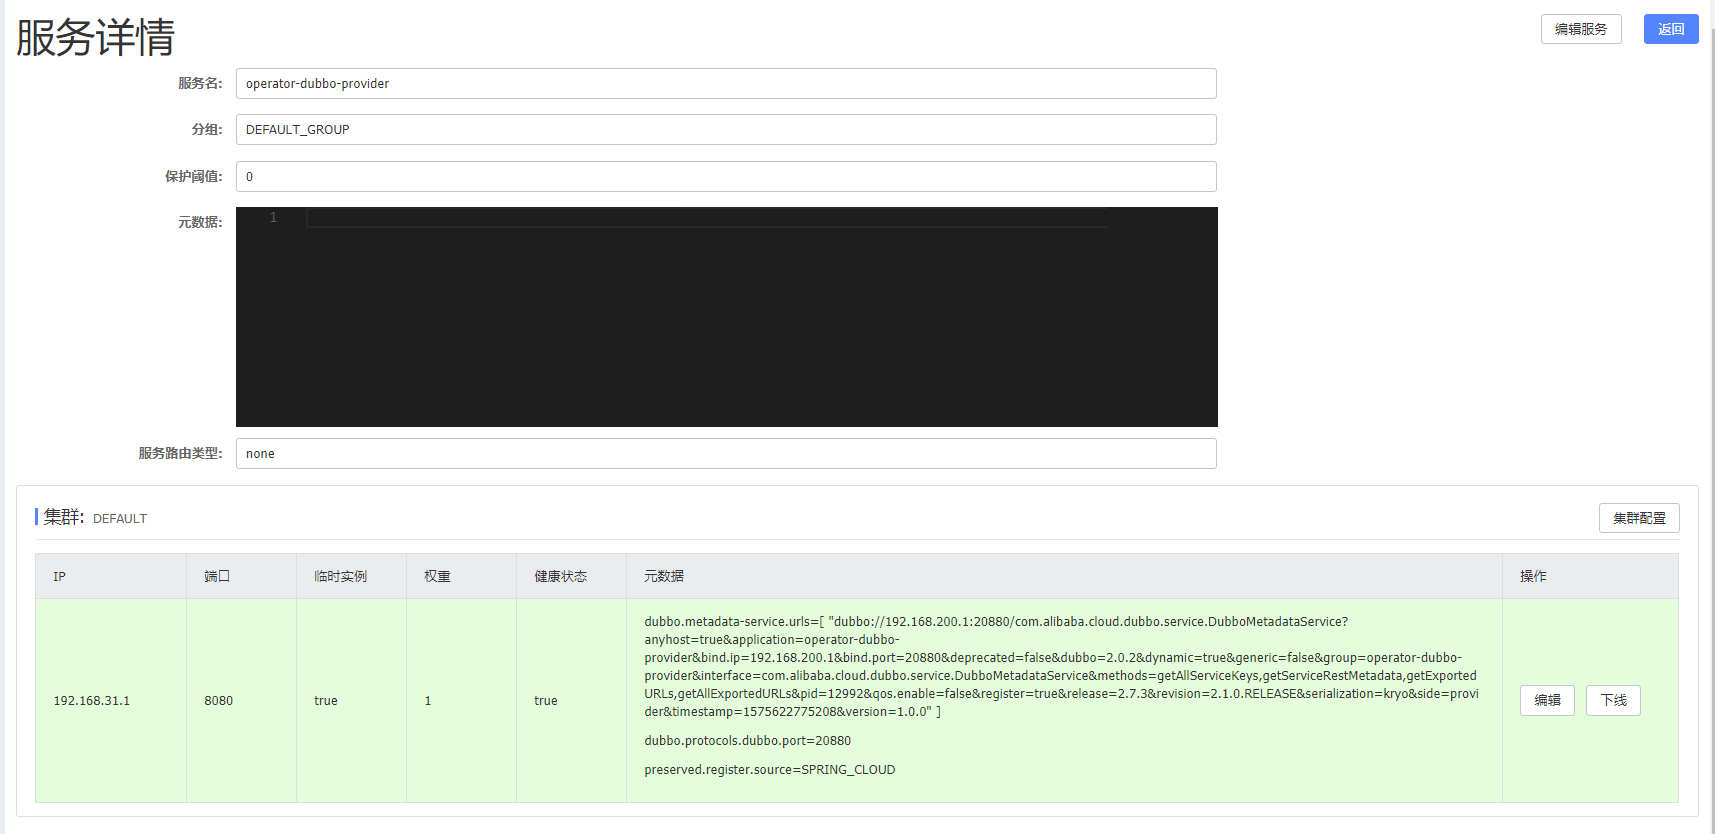 服务详情
编辑服务
返回
服务名:
operator-dubbo-provider
分组:
DEFAULT_GROUP
保护阈值:
0
元数据:
1
服务路由类型:
none
集群: DEFAULT
集群配置
IP 端口 临时实例 权重 健康状态 元数据 操作
dubbo.metadata-service.urls=[ "dubbo://192.168.200.1:20880/com.alibaba.cloud.dubbo.service.DubboMetadataService?
anyhost=true&application=operator-dubbo-
provider&bind.ip=192.168.200.1&bind.port=20880&deprecated=false&dubbo=2.0.2&dynamic=true&generic=false&group=operator-dubbo-
provider&interface=com.alibaba.cloud.dubbo.service.DubboMetadataService&methods=getAllServiceKeys,getServiceRestMetadata,getExported
URLs,getAllExportedURLs&pid=12992&qos.enable=false&register=true&release=2.7.3&revision=2.1.0.RELEASE&serialization=kryo&side=provi
der&timestamp=1575622775208&version=1.0.0" ]
dubbo.protocols.dubbo.port=20880
preserved.register.source=SPRING_CLOUD
192.168.31.1 8080 true 1 true 编辑 下线